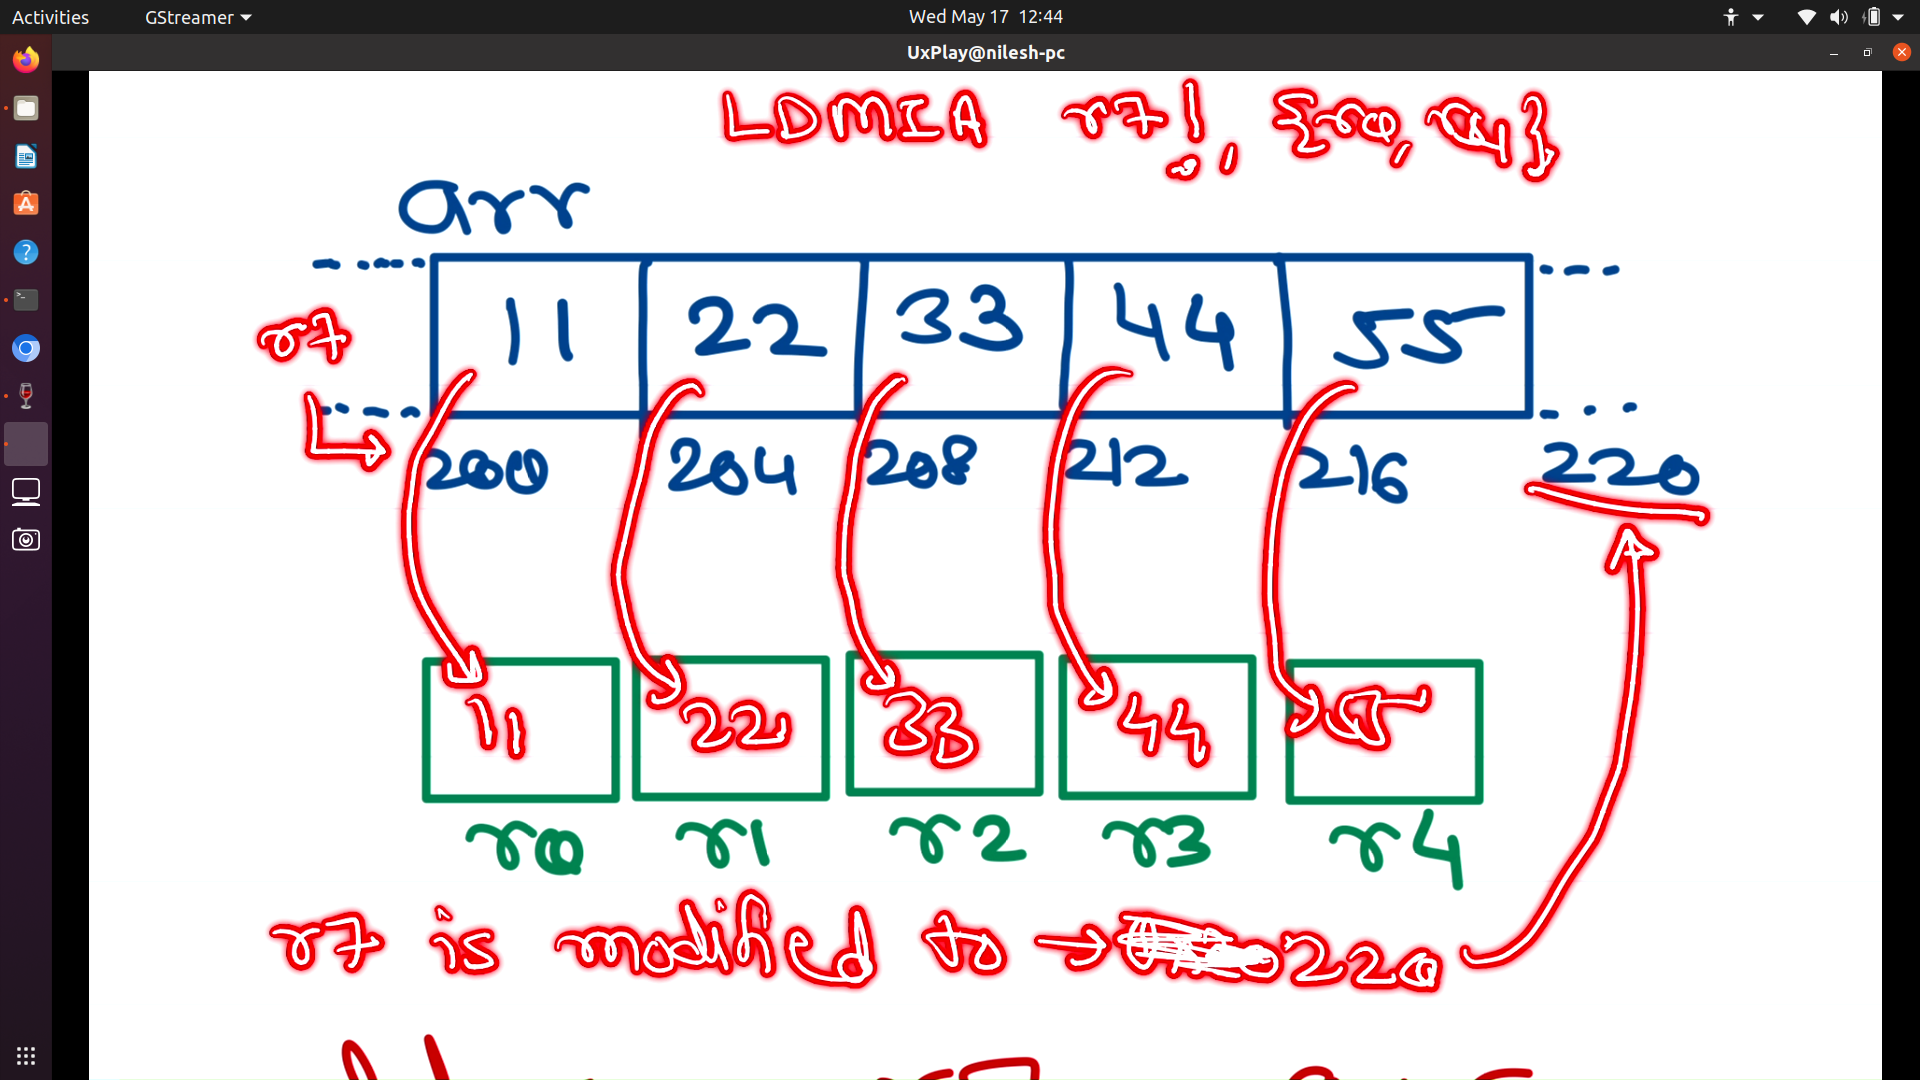 Activities GStreamer Wed May 17 12:44
UxPlay@nilesh-pc
LDMIA r7!, {r0, r4}
arr
r7
11 22 33 44 55
200 204 208 212 216 220
11 22 33 44 55
r0 r1 r2 r3 r4
r7 is modified to → 220